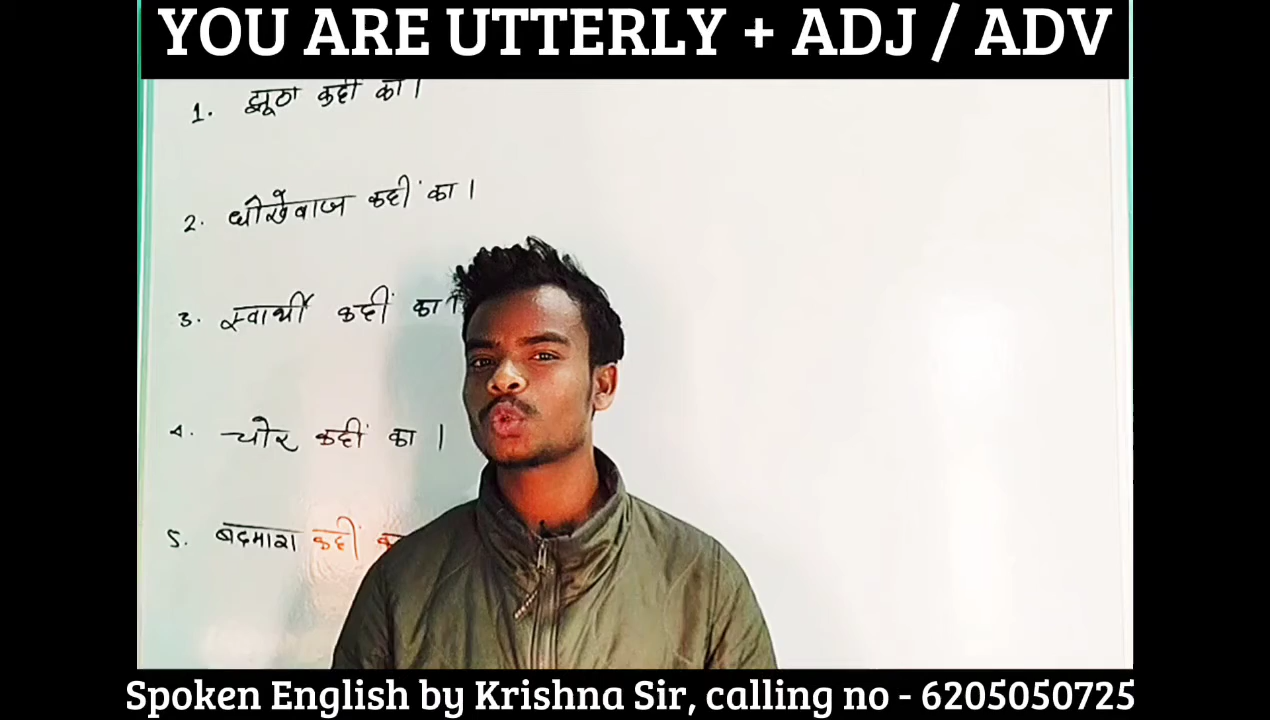 YOU ARE UTTERLY + ADJ / ADV
1. झूठा कहीं का।
2. धोखेबाज कहीं का।
3. स्वार्थी कहीं का।
4. चोर कहीं का।
5. बदमाश कहीं
Spoken English by Krishna Sir, calling no - 6205050725